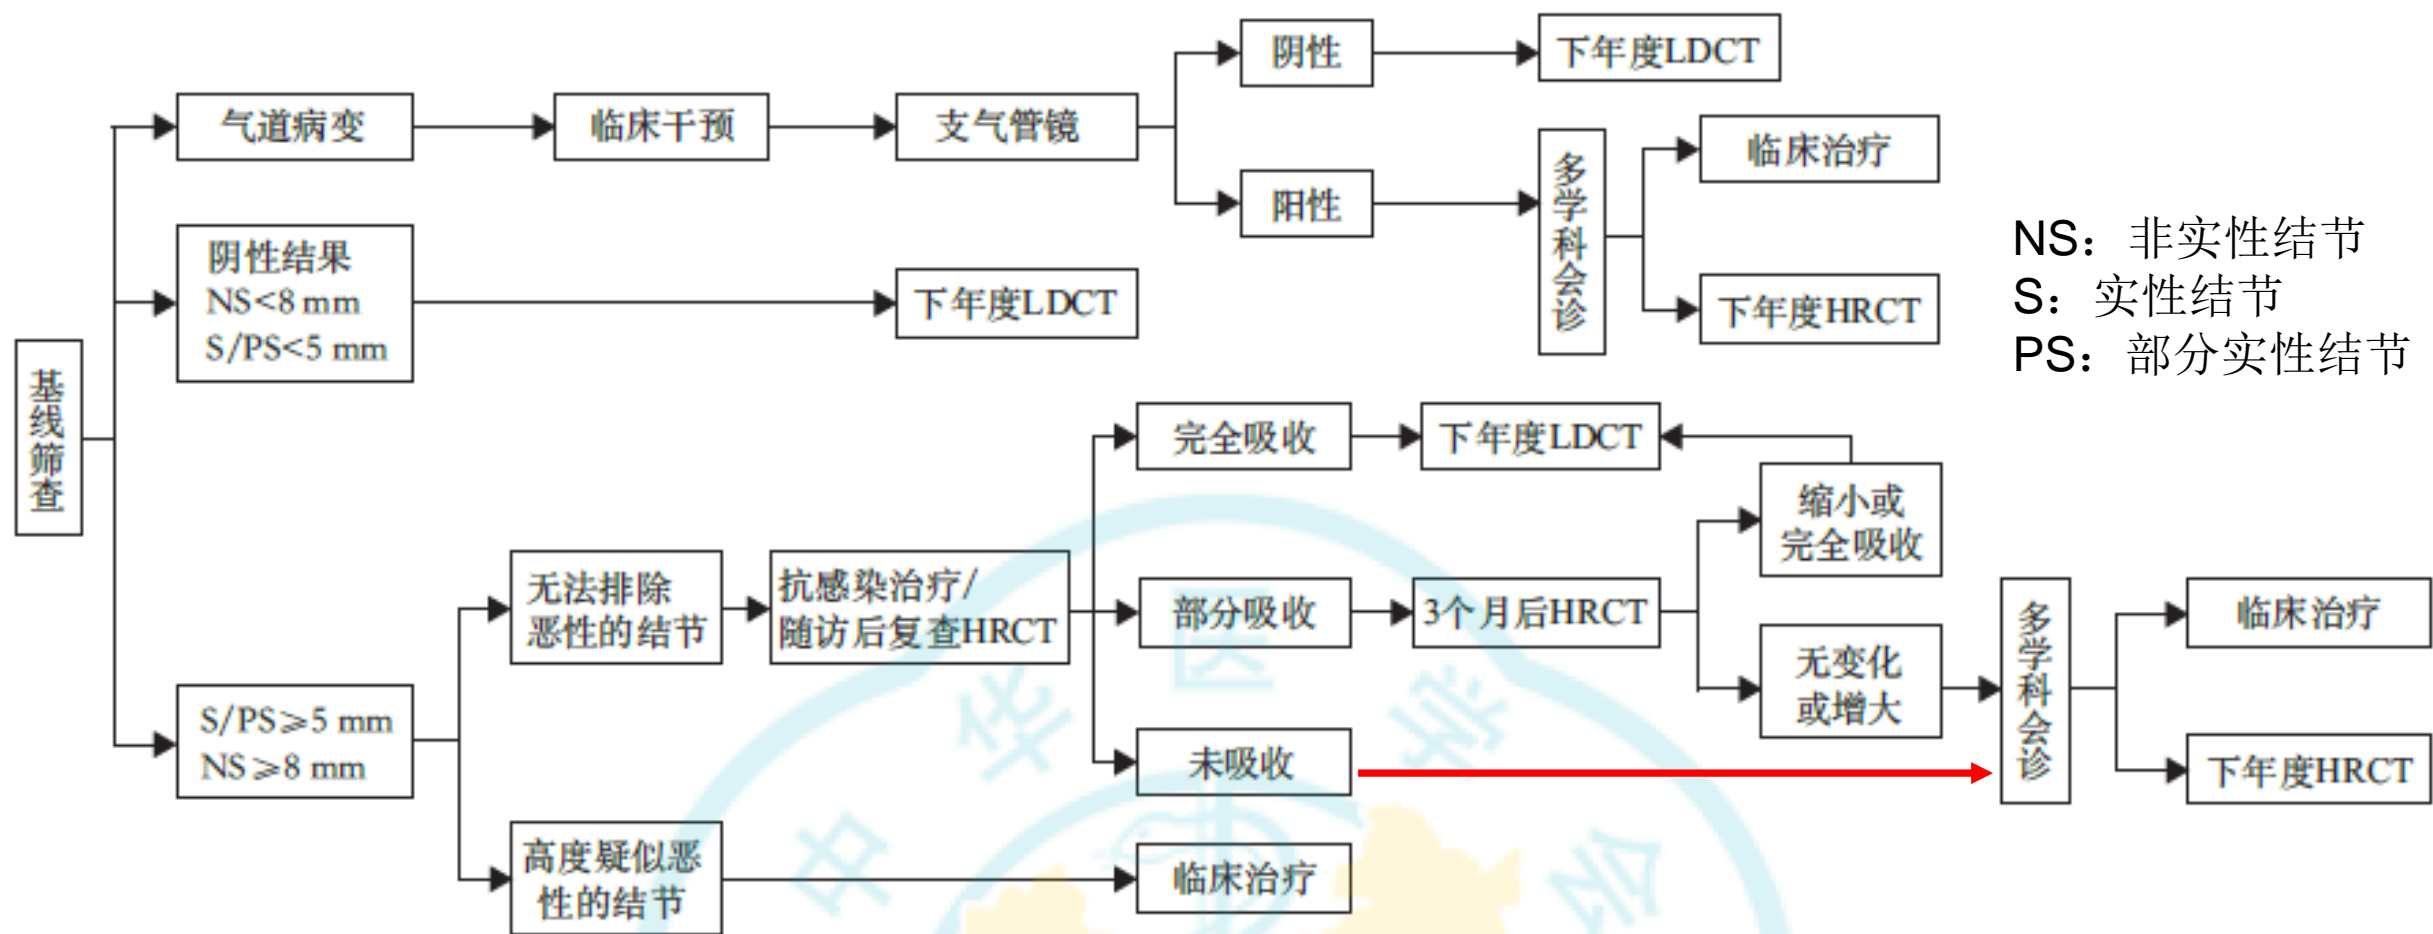 基线筛查
气道病变
临床干预
支气管镜
阴性
下年度LDCT
阳性
多学科会诊
临床治疗
下年度HRCT
阴性结果
NS<8 mm
S/PS<5 mm
下年度LDCT
NS：非实性结节
S：实性结节
PS：部分实性结节
S/PS⩾5 mm
NS⩾8 mm
无法排除
恶性的结节
抗感染治疗/
随访后复查HRCT
完全吸收
下年度LDCT
部分吸收
3个月后HRCT
缩小或
完全吸收
无变化
或增大
未吸收
多学科会诊
临床治疗
下年度HRCT
高度疑似恶
性的结节
临床治疗
中华医学会